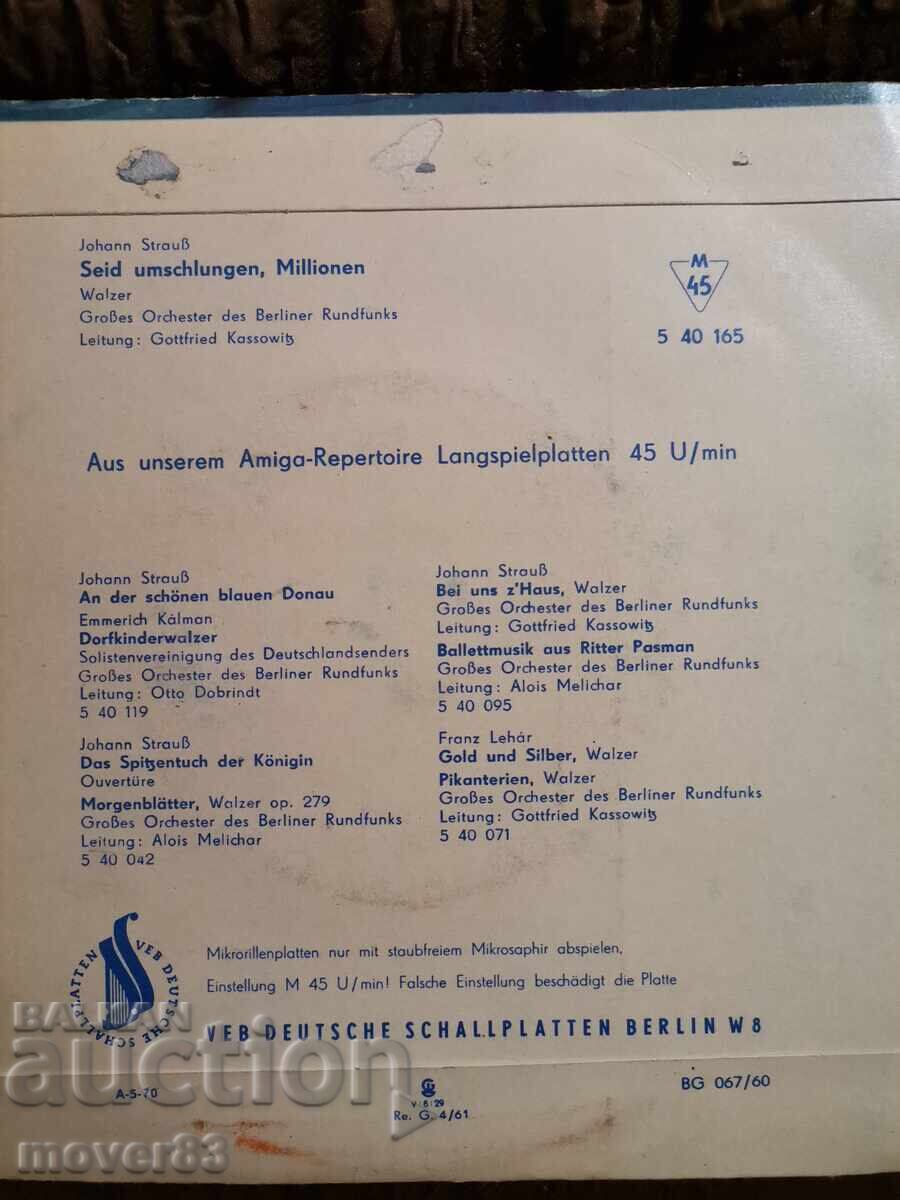 Johann Strauß
Seid umschlungen, Millionen
Walzer
Großes Orchester des Berliner Rundfunks
Leitung: Gottfried Kassowitz
M
45
5 40 165
Aus unserem Amiga-Repertoire Langspielplatten 45 U/min
Johann Strauß
An der schönen blauen Donau
Emmerich Kálman
Dorfkinderwalzer
Solistenvereinigung des Deutschlandsenders
Großes Orchester des Berliner Rundfunks
Leitung: Otto Dobrindt
5 40 119
Johann Strauß
Das Spitzentuch der Königin
Ouvertüre
Morgenblätter, Walzer op. 279
Großes Orchester des Berliner Rundfunks
Leitung: Alois Melichar
5 40 042
Johann Strauß
Bei uns z'Haus, Walzer
Großes Orchester des Berliner Rundfunks
Leitung: Gottfried Kassowitz
Ballettmusik aus Ritter Pasman
Großes Orchester des Berliner Rundfunks
Leitung: Alois Melichar
5 40 095
Franz Lehár
Gold und Silber, Walzer
Pikanterien, Walzer
Großes Orchester des Berliner Rundfunks
Leitung: Gottfried Kassowitz
5 40 071
VEB DEUTSCHE SCHALLPLATTEN
Mikrorillenplatten nur mit staubfreiem Mikrosaphir abspielen,
Einstellung M 45 U/min! Falsche Einstellung beschädigt die Platte
VEB DEUTSCHE SCHALLPLATTEN BERLIN W 8
A-5-70
V/8/29
Re. G. 4/61
BG 067/60
BALKAN
auction
mover83